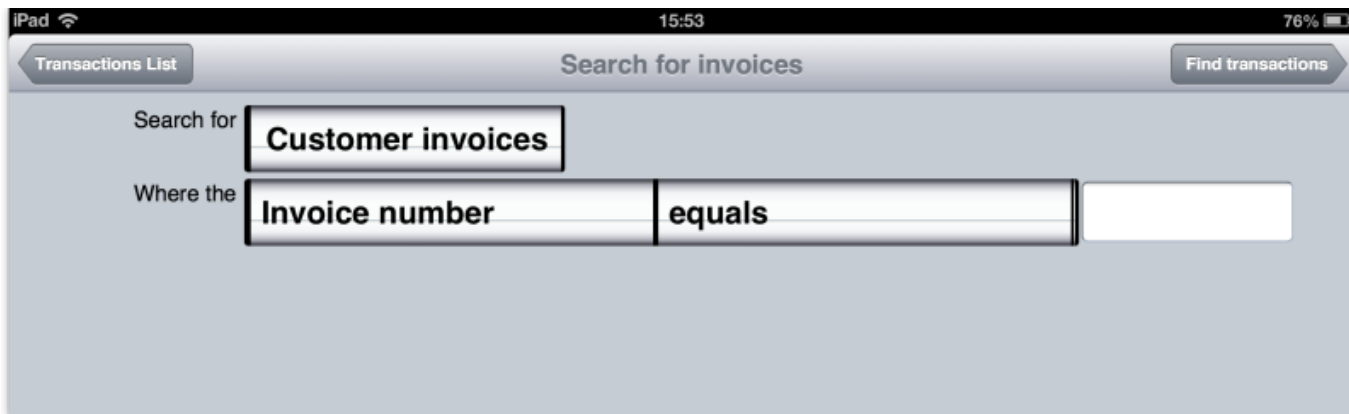 iPad 15:53 76%
Transactions List Search for invoices Find transactions
Search for Customer invoices
Where the Invoice number equals